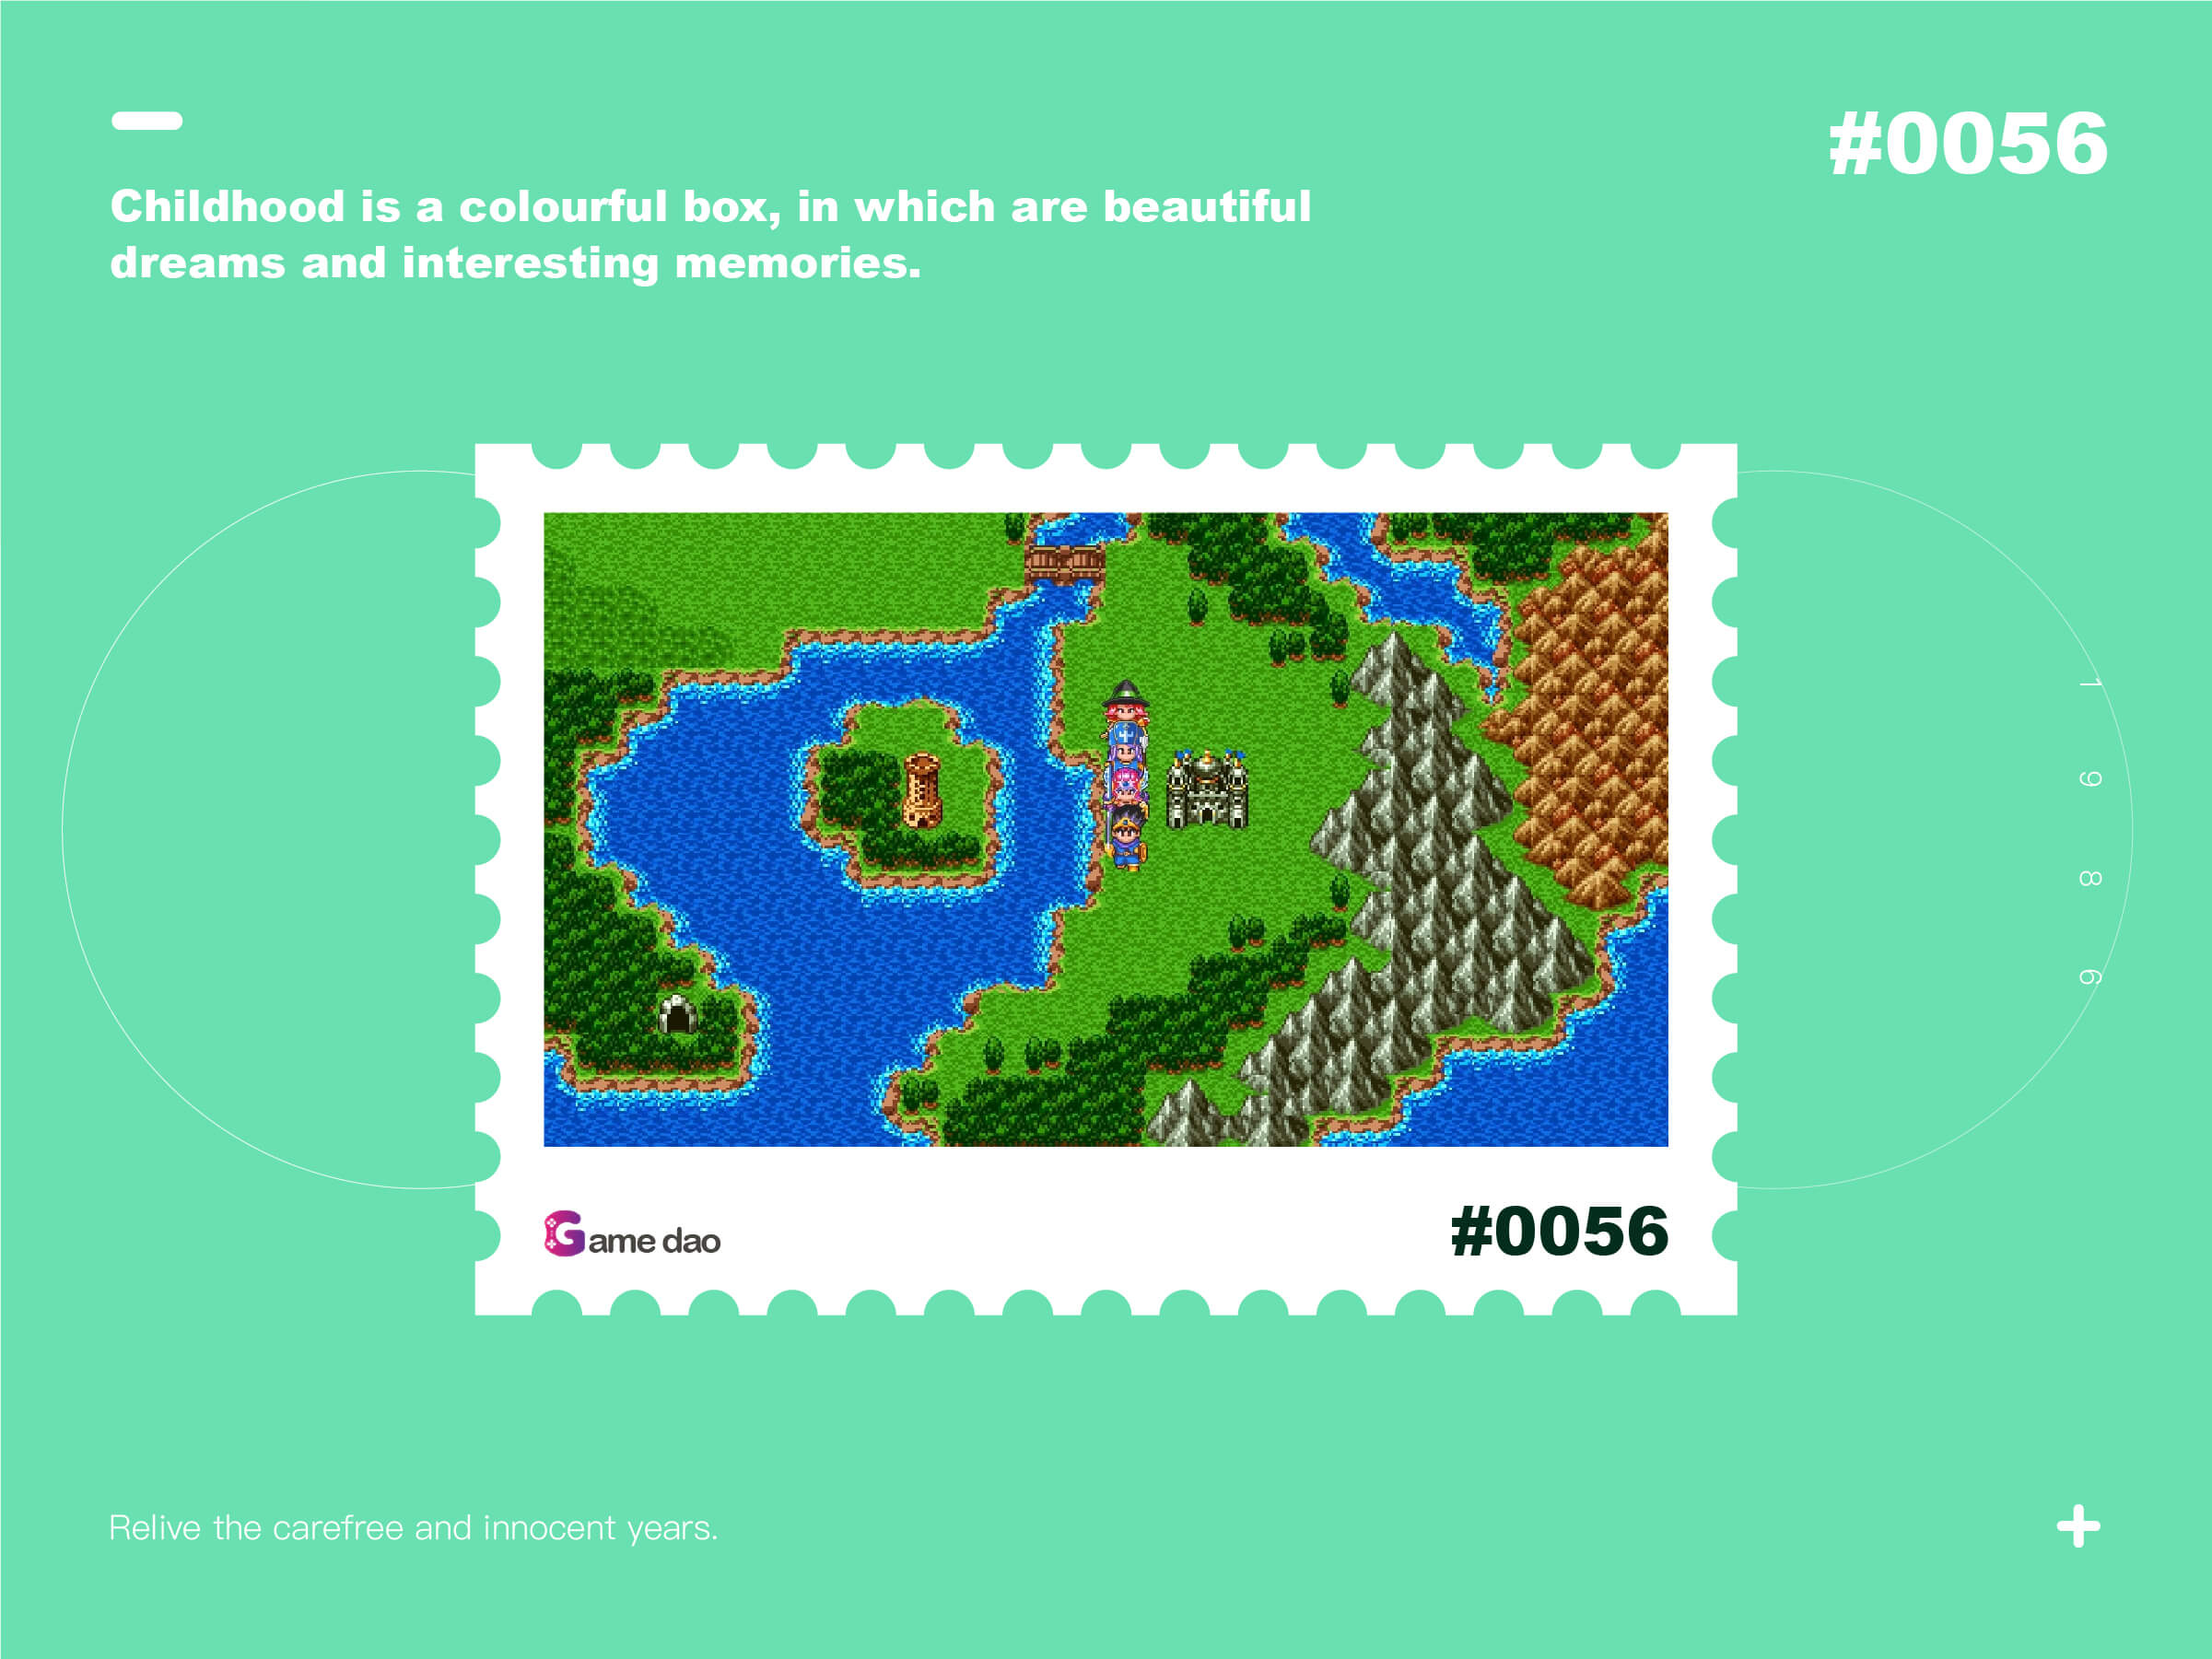 #0056
Childhood is a colourful box, in which are beautiful
dreams and interesting memories.
1
9
8
6
Game dao
#0056
Relive the carefree and innocent years.